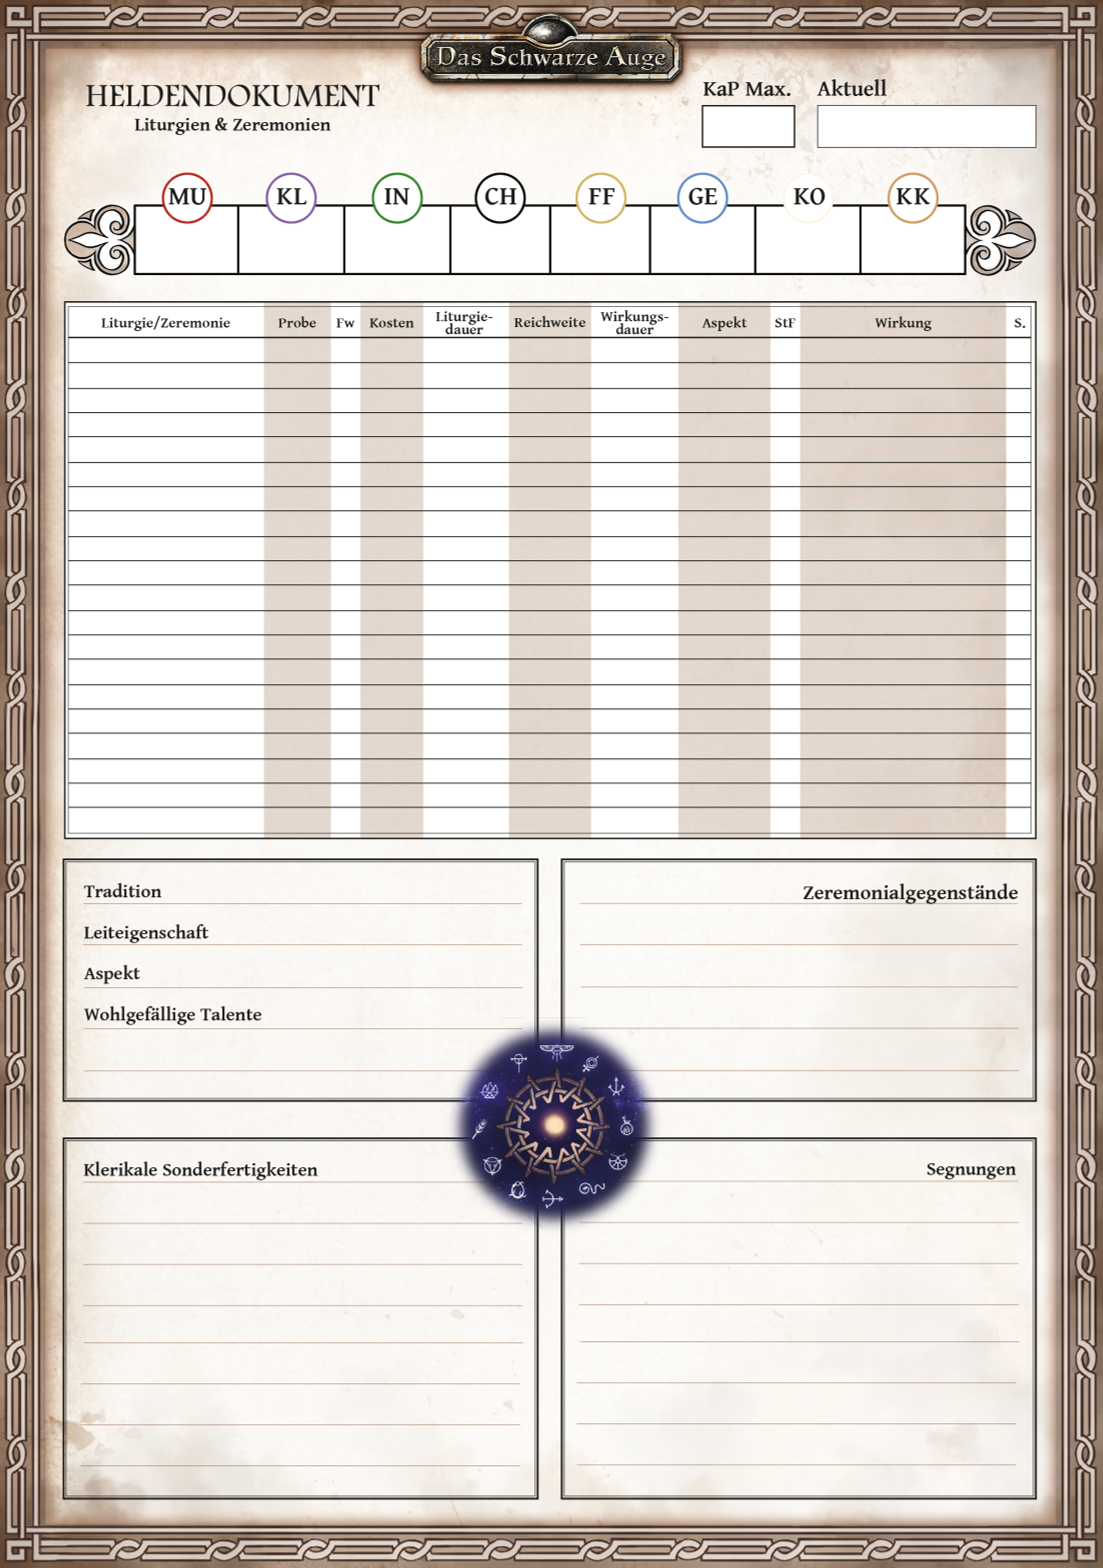 Das Schwarze Auge
HELDENDOKUMENT
Liturgien & Zeremonien
KaP Max. Aktuell
MU KL IN CH FF GE KO KK
Liturgie/Zeremonie Probe Fw Kosten Liturgie-dauer Reichweite Wirkungs-dauer Aspekt StF Wirkung S.
Tradition
Leiteigenschaft
Aspekt
Wohlgefällige Talente
Zeremonialgegenstände
Klerikale Sonderfertigkeiten
Segnungen